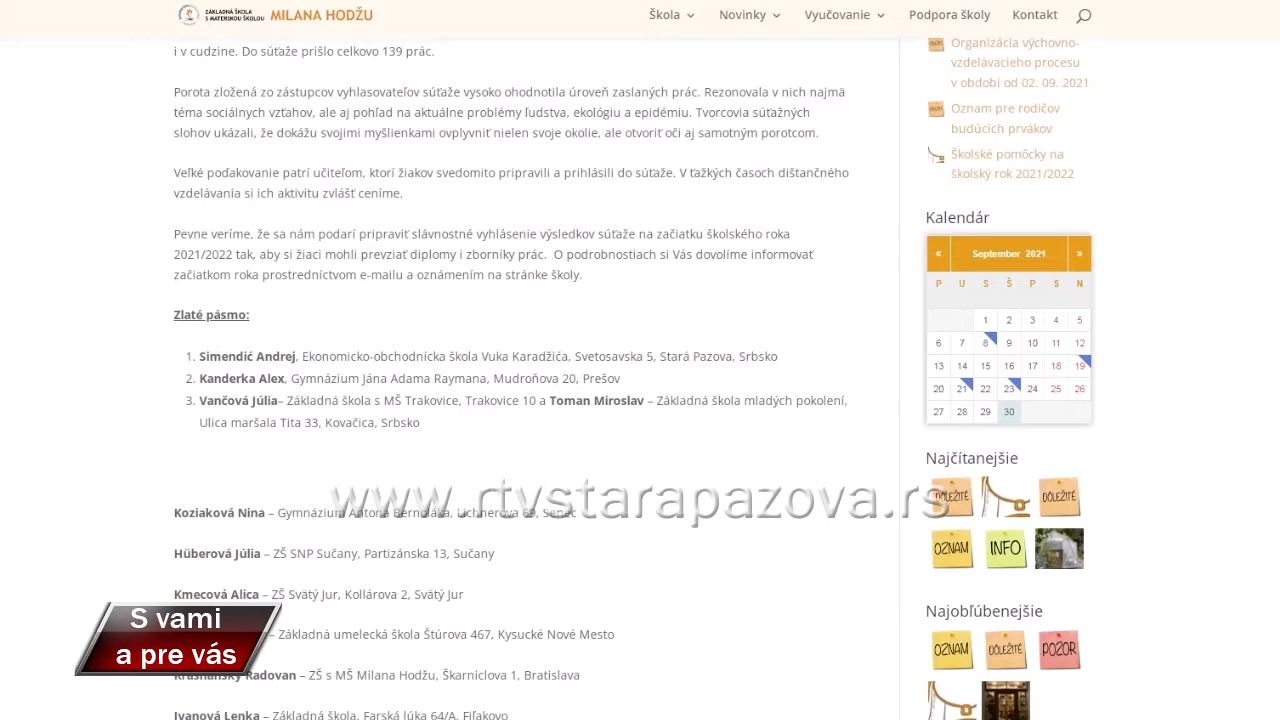 ZÁKLADNÁ ŠKOLA
S MATERSKOU ŠKOLOU
MILANA HODŽU
Škola
Novinky
Vyučovanie
Podpora školy
Kontakt
i v cudzine. Do súťaže prišlo celkovo 139 prác.
Porota zložená zo zástupcov vyhlasovateľov súťaže vysoko ohodnotila úroveň zaslaných prác. Rezonovala v nich najmä
téma sociálnych vzťahov, ale aj pohľad na aktuálne problémy ľudstva, ekológiu a epidémiu. Tvorcovia súťažných
slohov ukázali, že dokážu svojimi myšlienkami ovplyvniť nielen svoje okolie, ale otvoriť oči aj samotným porotcom.
Veľké poďakovanie patrí učiteľom, ktorí žiakov svedomito pripravili a prihlásili do súťaže. V ťažkých časoch dištančného
vzdelávania si ich aktivitu zvlášť ceníme.
Pevne veríme, že sa nám podarí pripraviť slávnostné vyhlásenie výsledkov súťaže na začiatku školského roka
2021/2022 tak, aby si žiaci mohli prevziať diplomy i zborníky prác. O podrobnostiach si Vás dovolíme informovať
začiatkom roka prostredníctvom e-mailu a oznámením na stránke školy.
Zlaté pásmo:
1. Simendić Andrej, Ekonomicko-obchodnícka škola Vuka Karadžića, Svetosavska 5, Stará Pazova, Srbsko
2. Kanderka Alex, Gymnázium Jána Adama Raymana, Mudroňova 20, Prešov
3. Vančová Júlia– Základná škola s MŠ Trakovice, Trakovice 10 a Toman Miroslav – Základná škola mladých pokolení,
Ulica maršala Tita 33, Kovačica, Srbsko
Koziaková Nina – Gymnázium Antona Bernoláka, Lichnerova 69, Senec
Hüberová Júlia – ZŠ SNP Sučany, Partizánska 13, Sučany
Kmecová Alica – ZŠ Svätý Jur, Kollárova 2, Svätý Jur
– Základná umelecká škola Štúrova 467, Kysucké Nové Mesto
Krasňanský Radovan – ZŠ s MŠ Milana Hodžu, Škarniclova 1, Bratislava
Ivanová Lenka – Základná škola, Farská lúka 64/A, Fiľakovo
Organizácia výchovno-
vzdelávacieho procesu
v období od 02. 09. 2021
Oznam pre rodičov
budúcich prvákov
Školské pomôcky na
školský rok 2021/2022
Kalendár
« September 2021 »
P U S Š P S N
1 2 3 4 5
6 7 8 9 10 11 12
13 14 15 16 17 18 19
20 21 22 23 24 25 26
27 28 29 30
Najčítanejšie
DÔLEŽITÉ DÔLEŽITÉ
OZNAM INFO
Najobľúbenejšie
OZNAM DÔLEŽITÉ POZOR
www.rtvstarapazova.rs
S vami
a pre vás